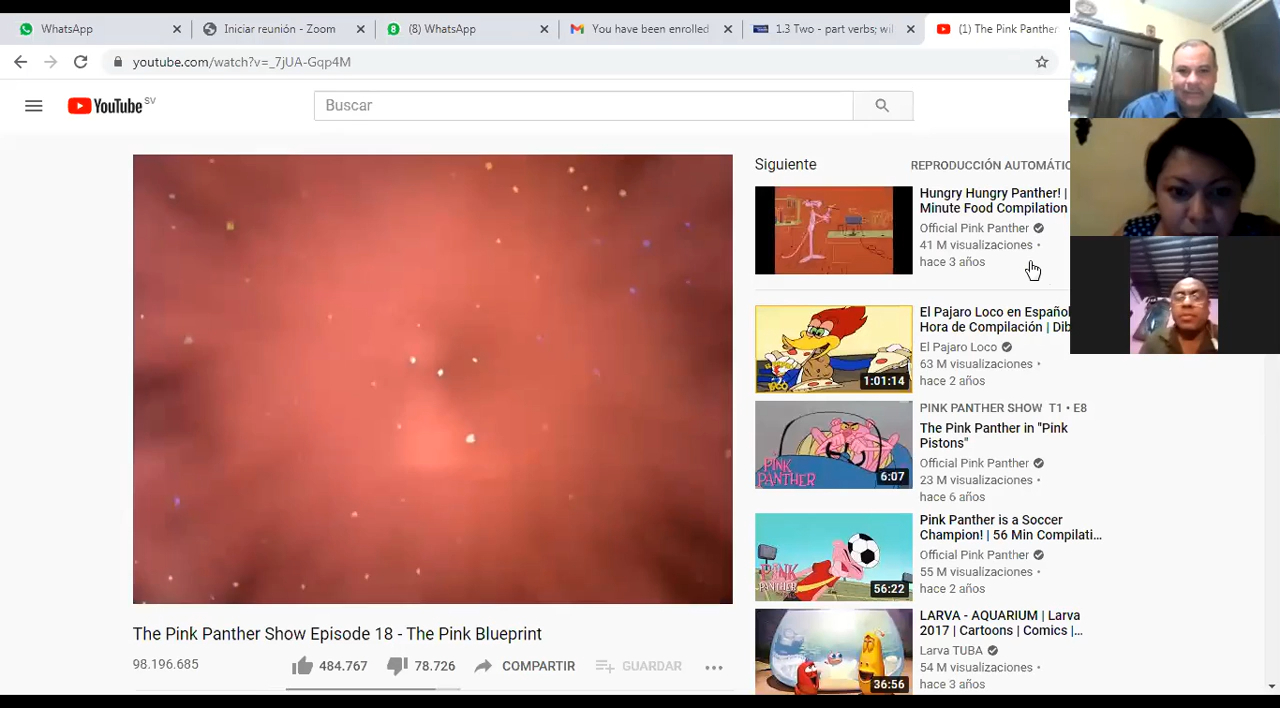 WhatsApp
Iniciar reunión - Zoom
(8) WhatsApp
You have been enrolled
1.3 Two - part verbs; wil
(1) The Pink Panther
youtube.com/watch?v=_7jUA-Gqp4M
YouTube SV
Buscar
Siguiente
REPRODUCCIÓN AUTOMÁTIC
Hungry Hungry Panther! |
Minute Food Compilation
Official Pink Panther
41 M visualizaciones •
hace 3 años
El Pajaro Loco en Español
Hora de Compilación | Dib
El Pajaro Loco
63 M visualizaciones •
hace 2 años
1:01:14
PINK PANTHER SHOW T1 • E8
The Pink Panther in "Pink
Pistons"
Official Pink Panther
23 M visualizaciones •
hace 6 años
PINK
PANTHER
6:07
Pink Panther is a Soccer
Champion! | 56 Min Compilati...
Official Pink Panther
55 M visualizaciones •
hace 2 años
PINK
PANTHER
56:22
LARVA - AQUARIUM | Larva
2017 | Cartoons | Comics |...
Larva TUBA
54 M visualizaciones •
hace 3 años
36:56
The Pink Panther Show Episode 18 - The Pink Blueprint
98.196.685
484.767
78.726
COMPARTIR
GUARDAR